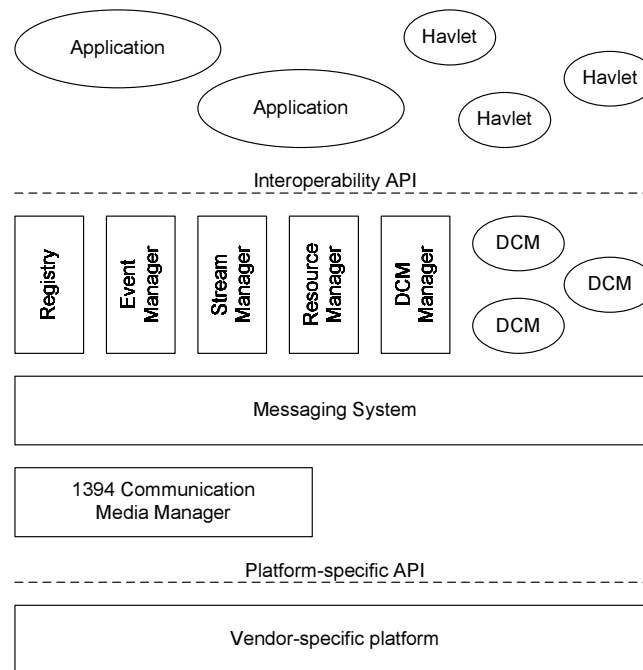 Application
Havlet
Havlet
Application
Havlet
Interoperability API
Registry
Event
Manager
Stream
Manager
Resource
Manager
DCM
Manager
DCM
DCM
DCM
Messaging System
1394 Communication
Media Manager
Platform-specific API
Vendor-specific platform